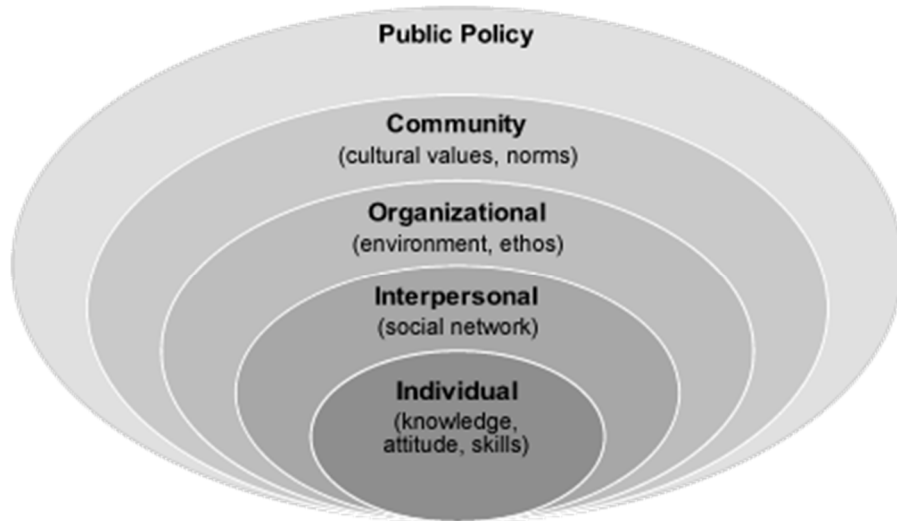 Public Policy
Community
(cultural values, norms)
Organizational
(environment, ethos)
Interpersonal
(social network)
Individual
(knowledge,
attitude, skills)